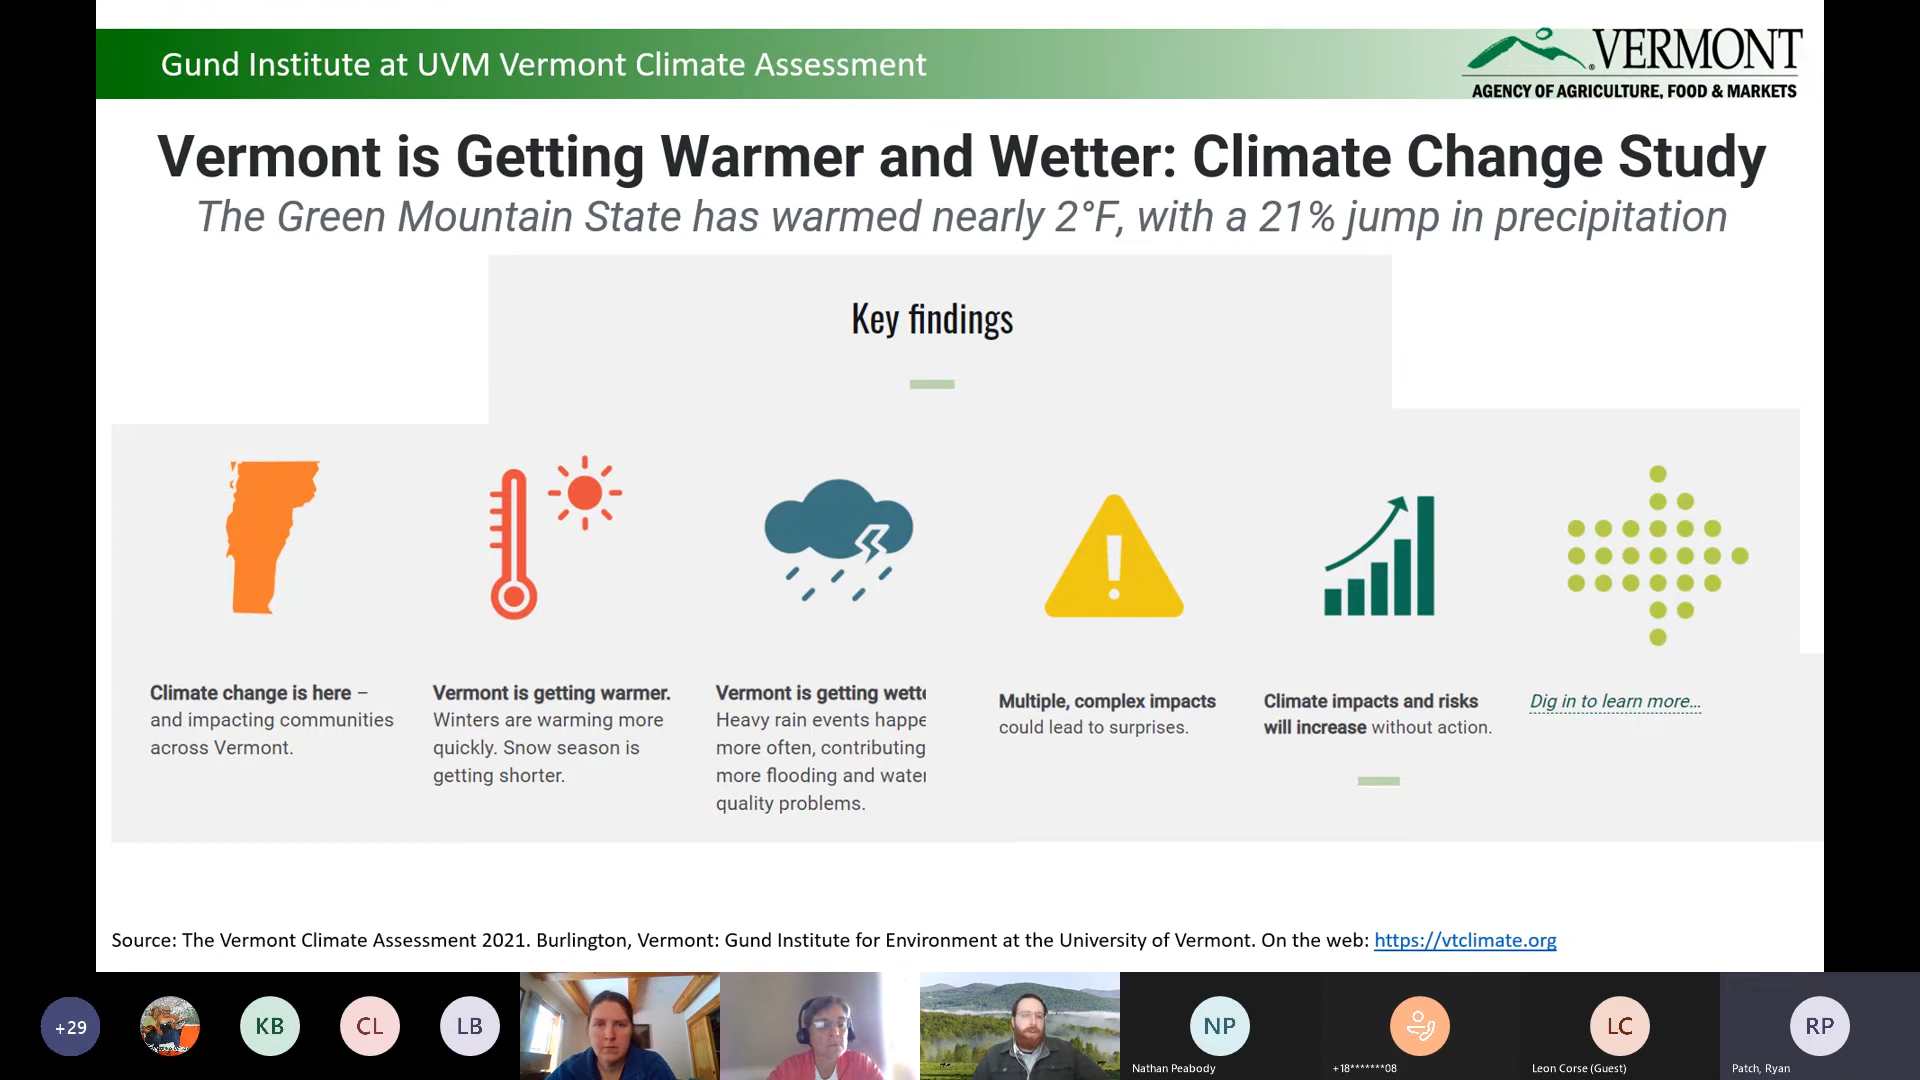 Gund Institute at UVM Vermont Climate Assessment
VERMONT
AGENCY OF AGRICULTURE, FOOD & MARKETS
Vermont is Getting Warmer and Wetter: Climate Change Study
The Green Mountain State has warmed nearly 2°F, with a 21% jump in precipitation
Key findings
Climate change is here –
and impacting communities
across Vermont.
Vermont is getting warmer.
Winters are warming more
quickly. Snow season is
getting shorter.
Vermont is getting wette
Heavy rain events happe
more often, contributing
more flooding and water
quality problems.
Multiple, complex impacts
could lead to surprises.
Climate impacts and risks
will increase without action.
Dig in to learn more...
Source: The Vermont Climate Assessment 2021. Burlington, Vermont: Gund Institute for Environment at the University of Vermont. On the web: https://vtclimate.org
+29
KB
CL
LB
NP
Nathan Peabody
+18*******08
LC
Leon Corse (Guest)
RP
Patch, Ryan